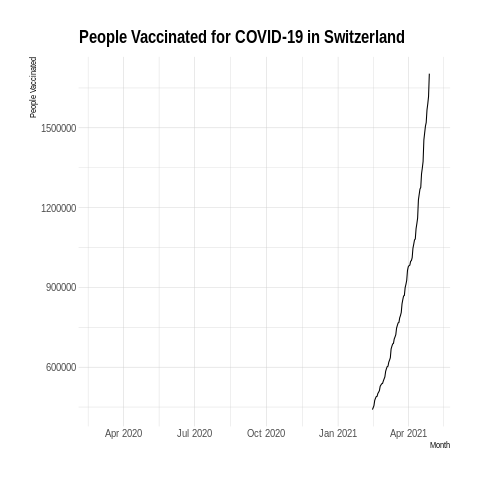 People Vaccinated for COVID-19 in Switzerland
People Vaccinated
1500000
1200000
900000
600000
Apr 2020
Jul 2020
Oct 2020
Jan 2021
Apr 2021
Month